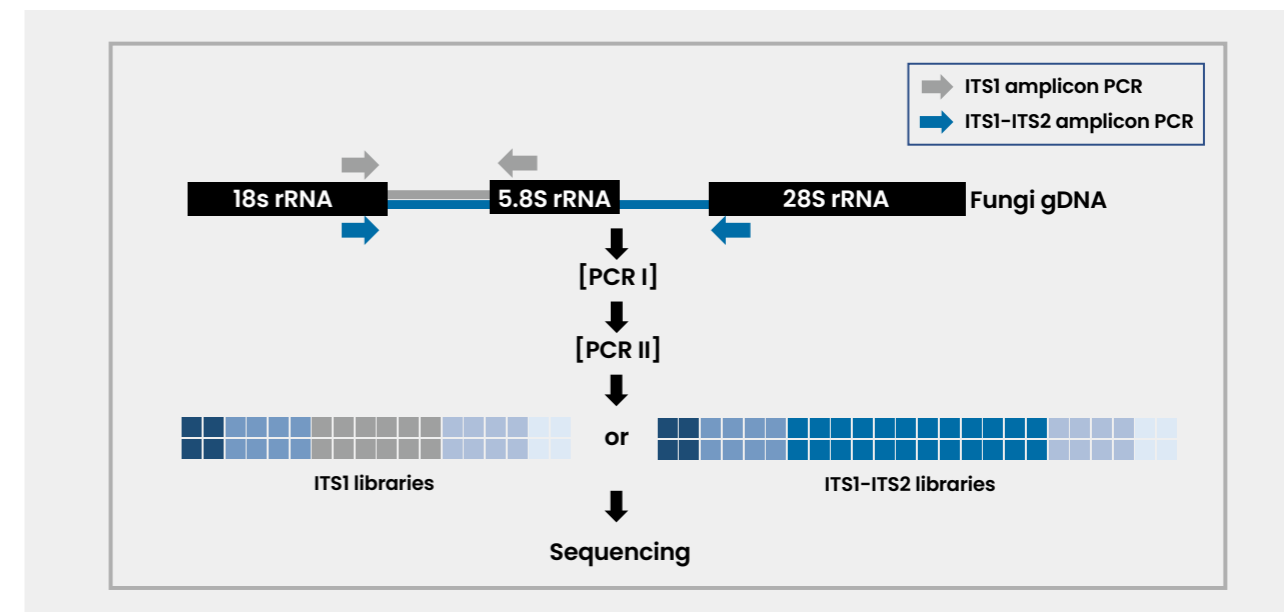 ITS1 amplicon PCR
ITS1-ITS2 amplicon PCR
18s rRNA
5.8S rRNA
28S rRNA
Fungi gDNA
[PCR I]
[PCR II]
or
ITS1 libraries
ITS1-ITS2 libraries
Sequencing